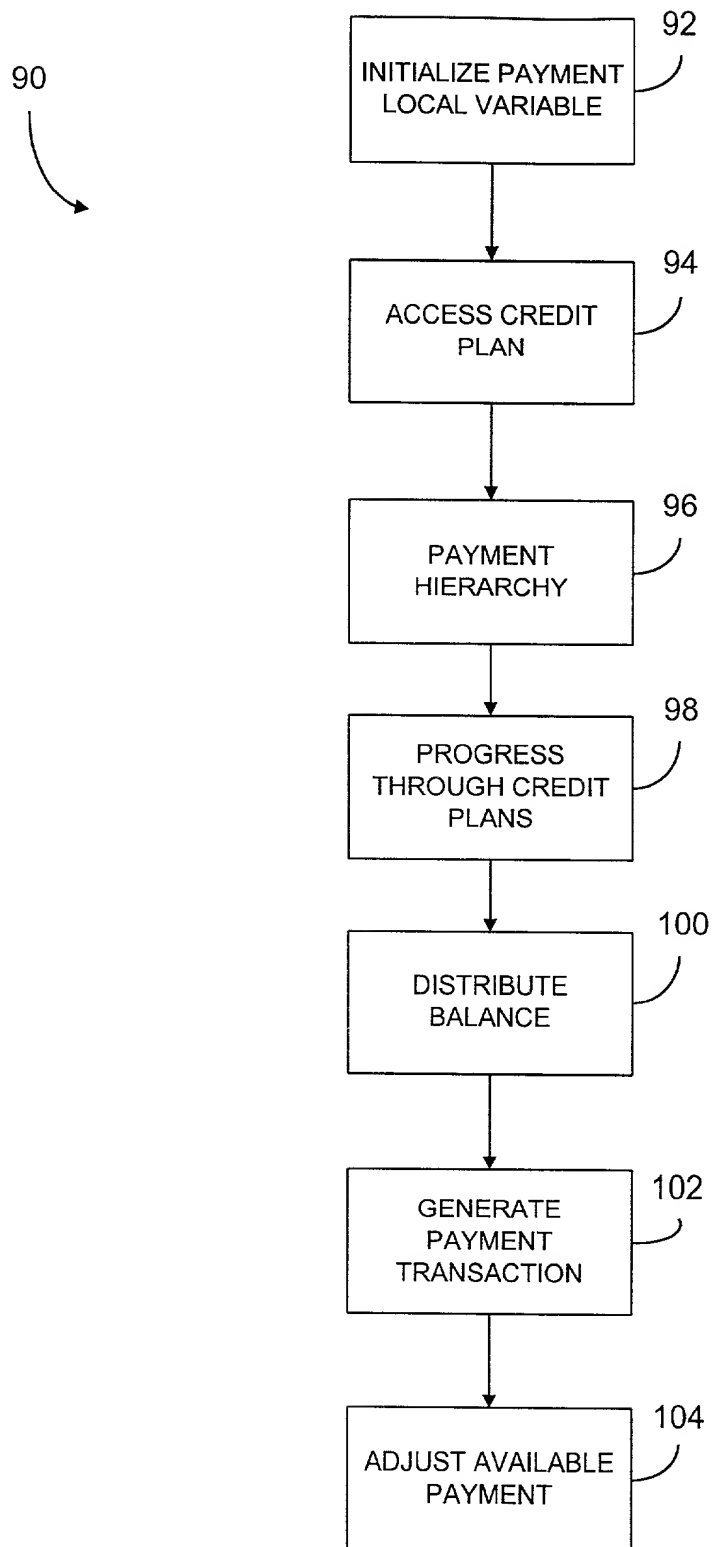 90
92
INITIALIZE PAYMENT
LOCAL VARIABLE
94
ACCESS CREDIT
PLAN
96
PAYMENT
HIERARCHY
98
PROGRESS
THROUGH CREDIT
PLANS
100
DISTRIBUTE
BALANCE
102
GENERATE
PAYMENT
TRANSACTION
104
ADJUST AVAILABLE
PAYMENT